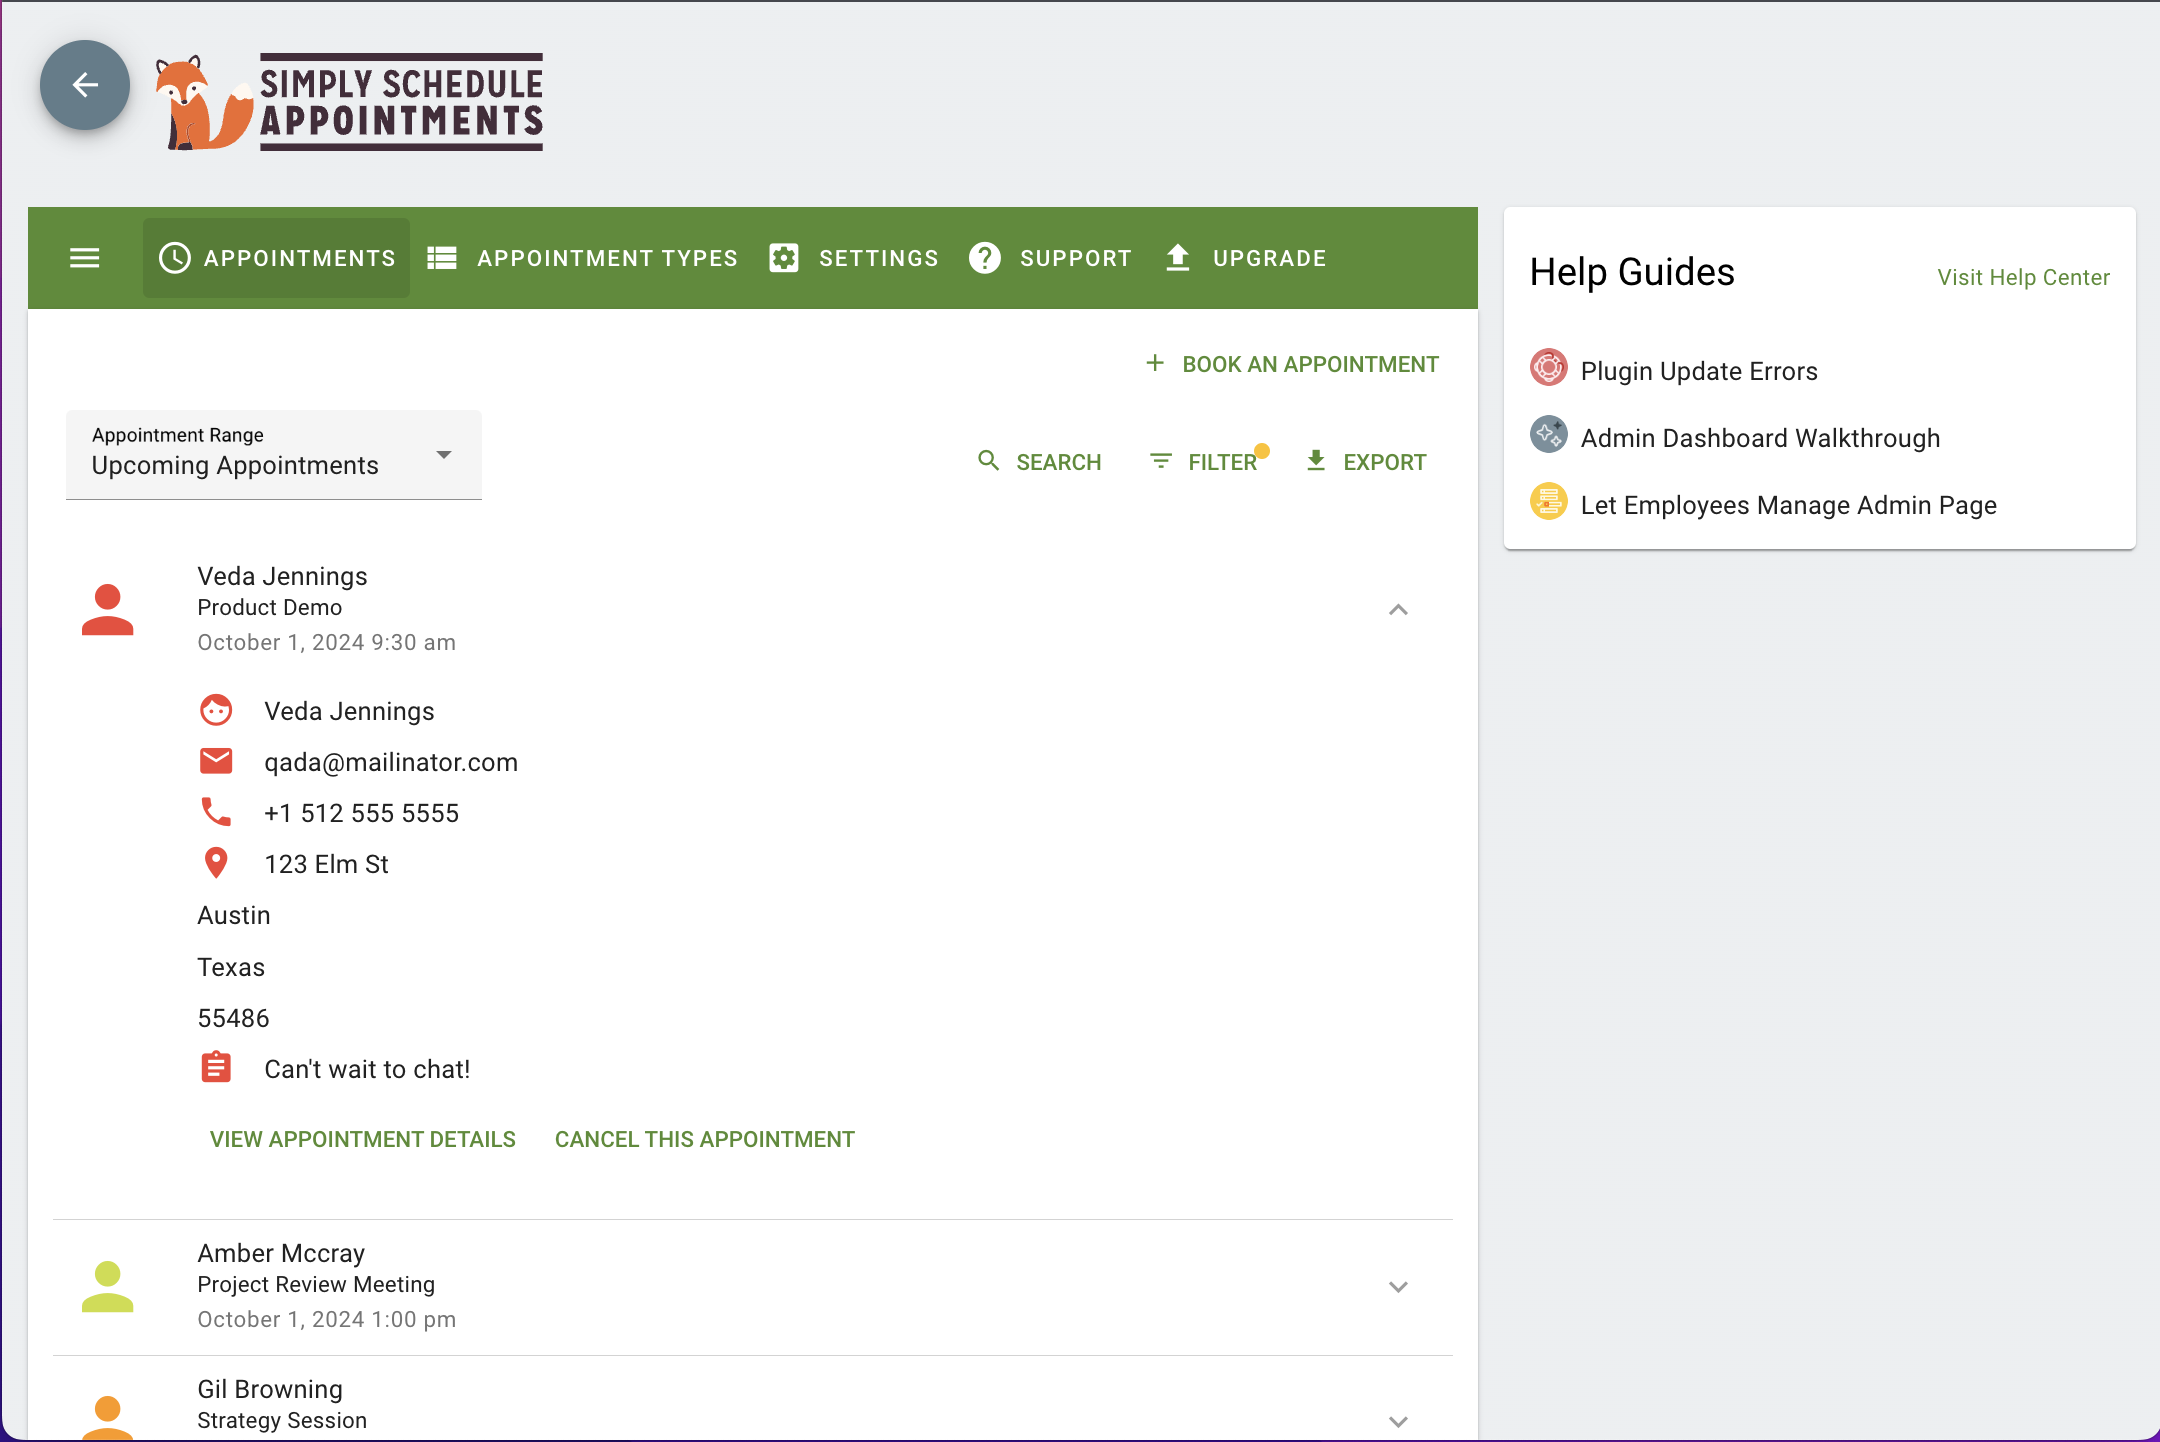 SIMPLY SCHEDULE
APPOINTMENTS
APPOINTMENTS
APPOINTMENT TYPES
SETTINGS
SUPPORT
UPGRADE
BOOK AN APPOINTMENT
Appointment Range
Upcoming Appointments
SEARCH
FILTER
EXPORT
Veda Jennings
Product Demo
October 1, 2024 9:30 am
Veda Jennings
qada@mailinator.com
+1 512 555 5555
123 Elm St
Austin
Texas
55486
Can't wait to chat!
VIEW APPOINTMENT DETAILS
CANCEL THIS APPOINTMENT
Amber Mccray
Project Review Meeting
October 1, 2024 1:00 pm
Gil Browning
Strategy Session
Help Guides
Visit Help Center
Plugin Update Errors
Admin Dashboard Walkthrough
Let Employees Manage Admin Page